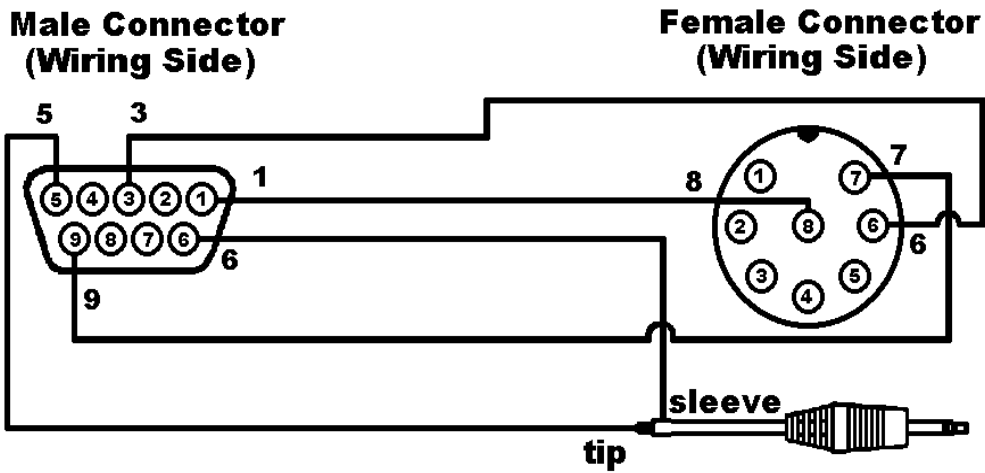 Male Connector
(Wiring Side)
Female Connector
(Wiring Side)
5
3
1
8
7
5 4 3 2 1
9 8 7 6
6
9
1
7
2
8
6
6
3
5
4
sleeve
tip